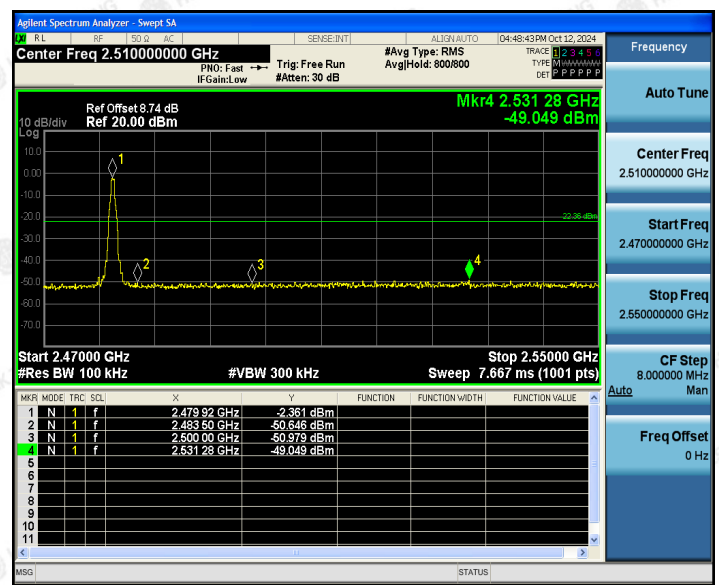 Agilent Spectrum Analyzer - Swept SA
LXI RL RF 50 Ω AC SENSE:INT ALIGNAUTO 04:48:43PM Oct 12, 2024
Center Freq 2.510000000 GHz
PNO: Fast
IFGain:Low
Trig: Free Run
#Atten: 30 dB
#Avg Type: RMS
Avg|Hold: 800/800
TRACE 1 2 3 4 5 6
TYPE M
DET P P P P P P
Ref Offset 8.74 dB
Ref 20.00 dBm
10 dB/div
Log
Mkr4 2.531 28 GHz
-49.049 dBm
10.0
0.00
-10.0
-20.0
-30.0
-40.0
-50.0
-60.0
-70.0
-22.36 dBm
1
2
3
4
Start 2.47000 GHz Stop 2.55000 GHz
#Res BW 100 kHz #VBW 300 kHz Sweep 7.667 ms (1001 pts)
MKR MODE TRC SCL X Y FUNCTION FUNCTION WIDTH FUNCTION VALUE
1 N 1 f 2.479 92 GHz -2.361 dBm
2 N 1 f 2.483 50 GHz -50.646 dBm
3 N 1 f 2.500 00 GHz -50.979 dBm
4 N 1 f 2.531 28 GHz -49.049 dBm
5
6
7
8
9
10
11
MSG STATUS
Frequency
Auto Tune
Center Freq
2.510000000 GHz
Start Freq
2.470000000 GHz
Stop Freq
2.550000000 GHz
CF Step
8.000000 MHz
Auto Man
Freq Offset
0 Hz